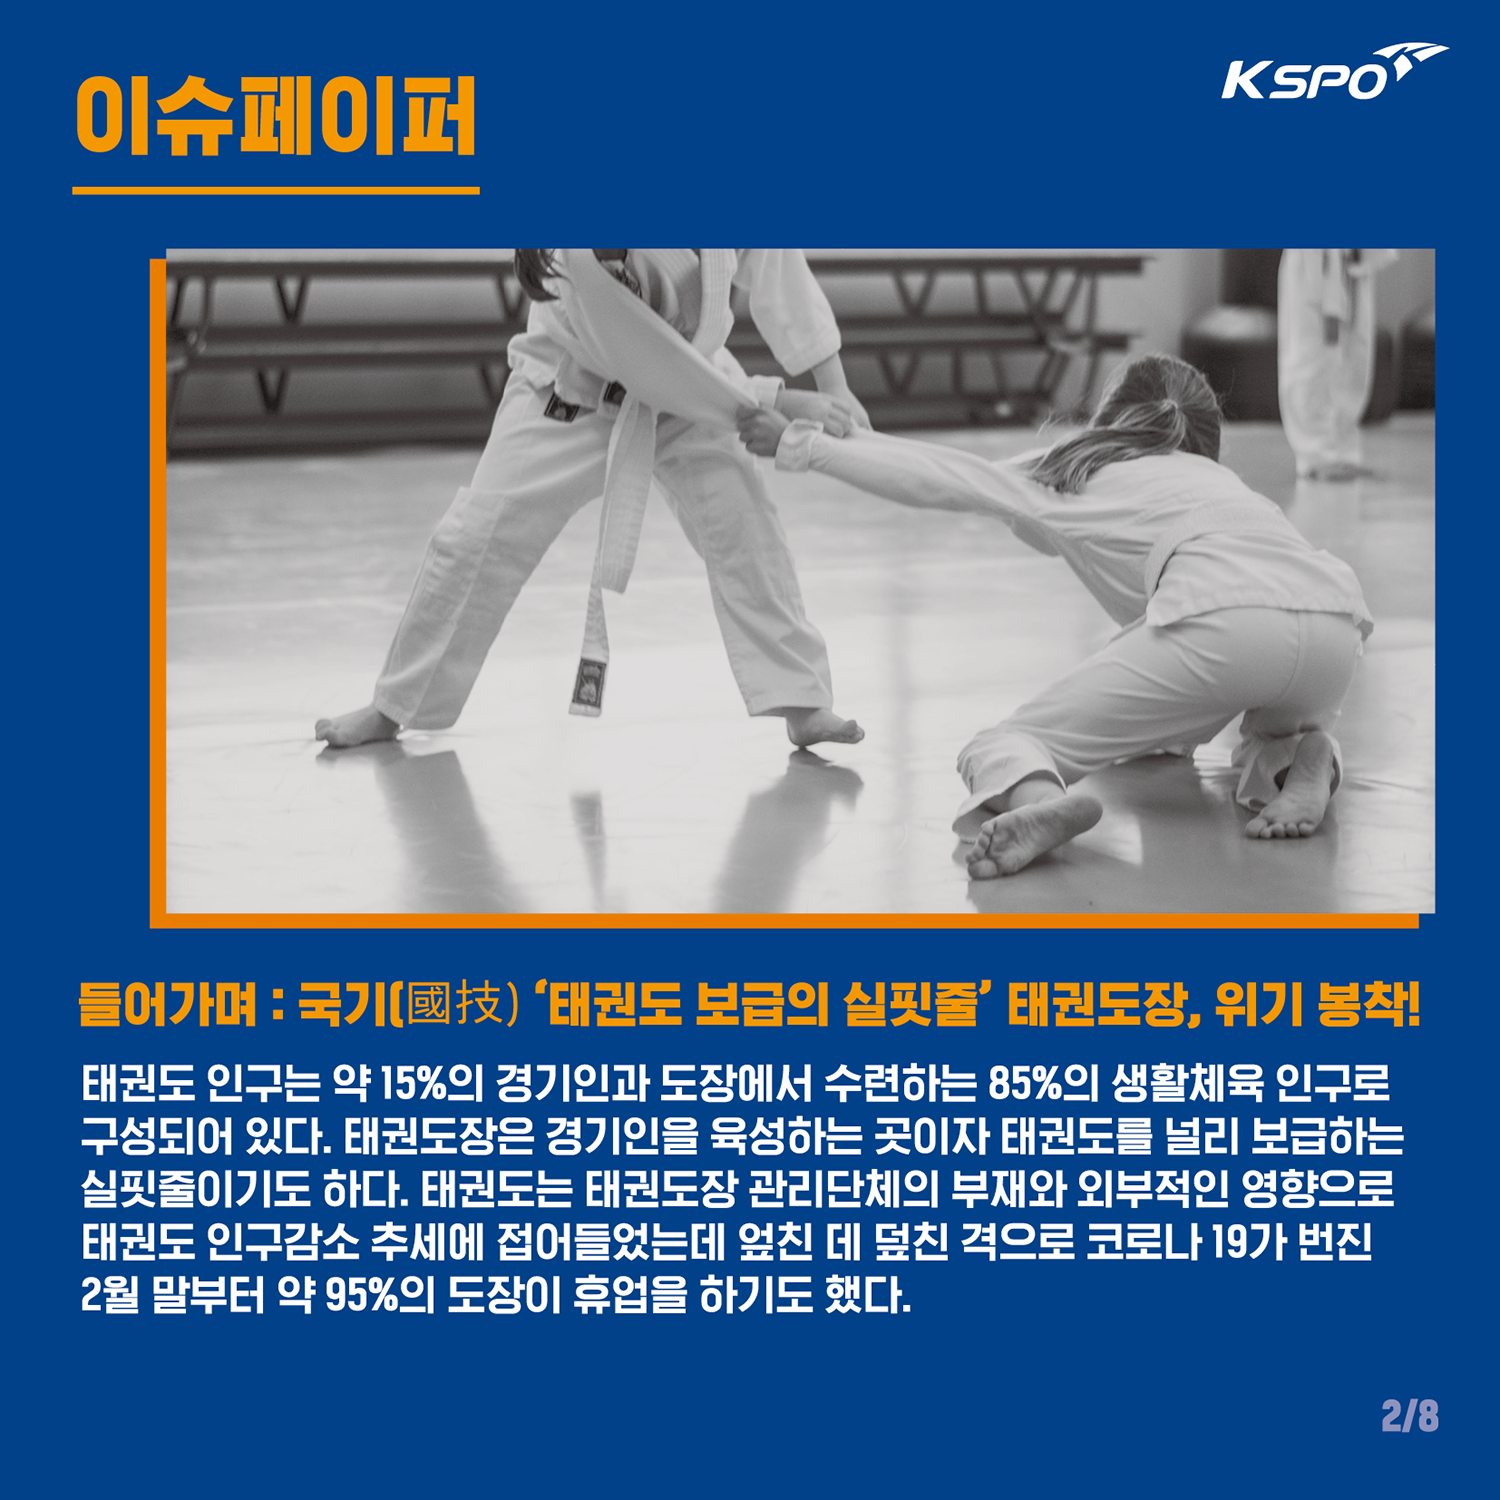 이슈페이퍼
KSPO
들어가며 : 국기(國技) ‘태권도 보급의 실핏줄’ 태권도장, 위기 봉착!
태권도 인구는 약 15%의 경기인과 도장에서 수련하는 85%의 생활체육 인구로
구성되어 있다. 태권도장은 경기인을 육성하는 곳이자 태권도를 널리 보급하는
실핏줄이기도 하다. 태권도는 태권도장 관리단체의 부재와 외부적인 영향으로
태권도 인구감소 추세에 접어들었는데 엎친 데 덮친 격으로 코로나 19가 번진
2월 말부터 약 95%의 도장이 휴업을 하기도 했다.
2/8